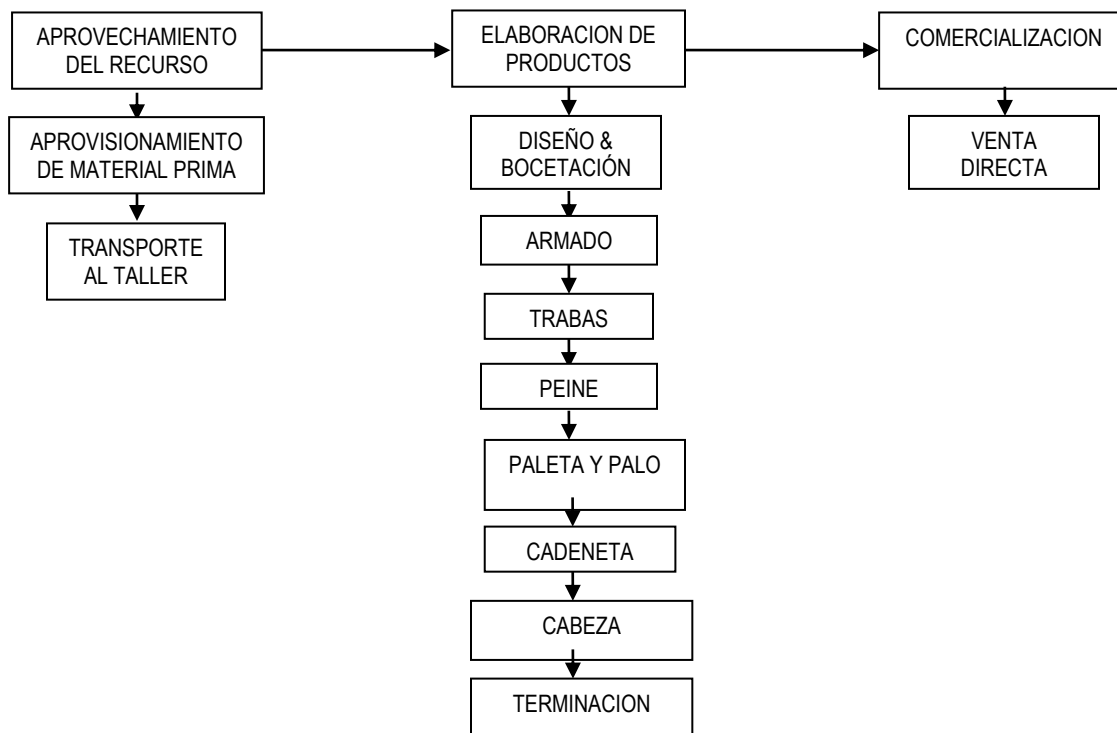 APROVECHAMIENTO
DEL RECURSO
ELABORACION DE
PRODUCTOS
COMERCIALIZACION
APROVISIONAMIENTO
DE MATERIAL PRIMA
DISEÑO &
BOCETACIÓN
VENTA
DIRECTA
TRANSPORTE
AL TALLER
ARMADO
TRABAS
PEINE
PALETA Y PALO
CADENETA
CABEZA
TERMINACION